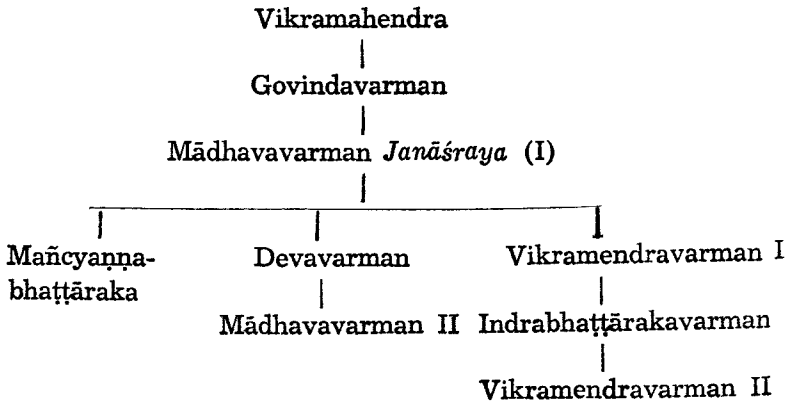 Vikramahendra
Govindavarman
Mādhavavarman Janāśraya (I)
Mañcyaṇṇa- Devavarman Vikramendravarman I
bhaṭṭāraka
Mādhavavarman II Indrabhaṭṭārakavarman
Vikramendravarman II